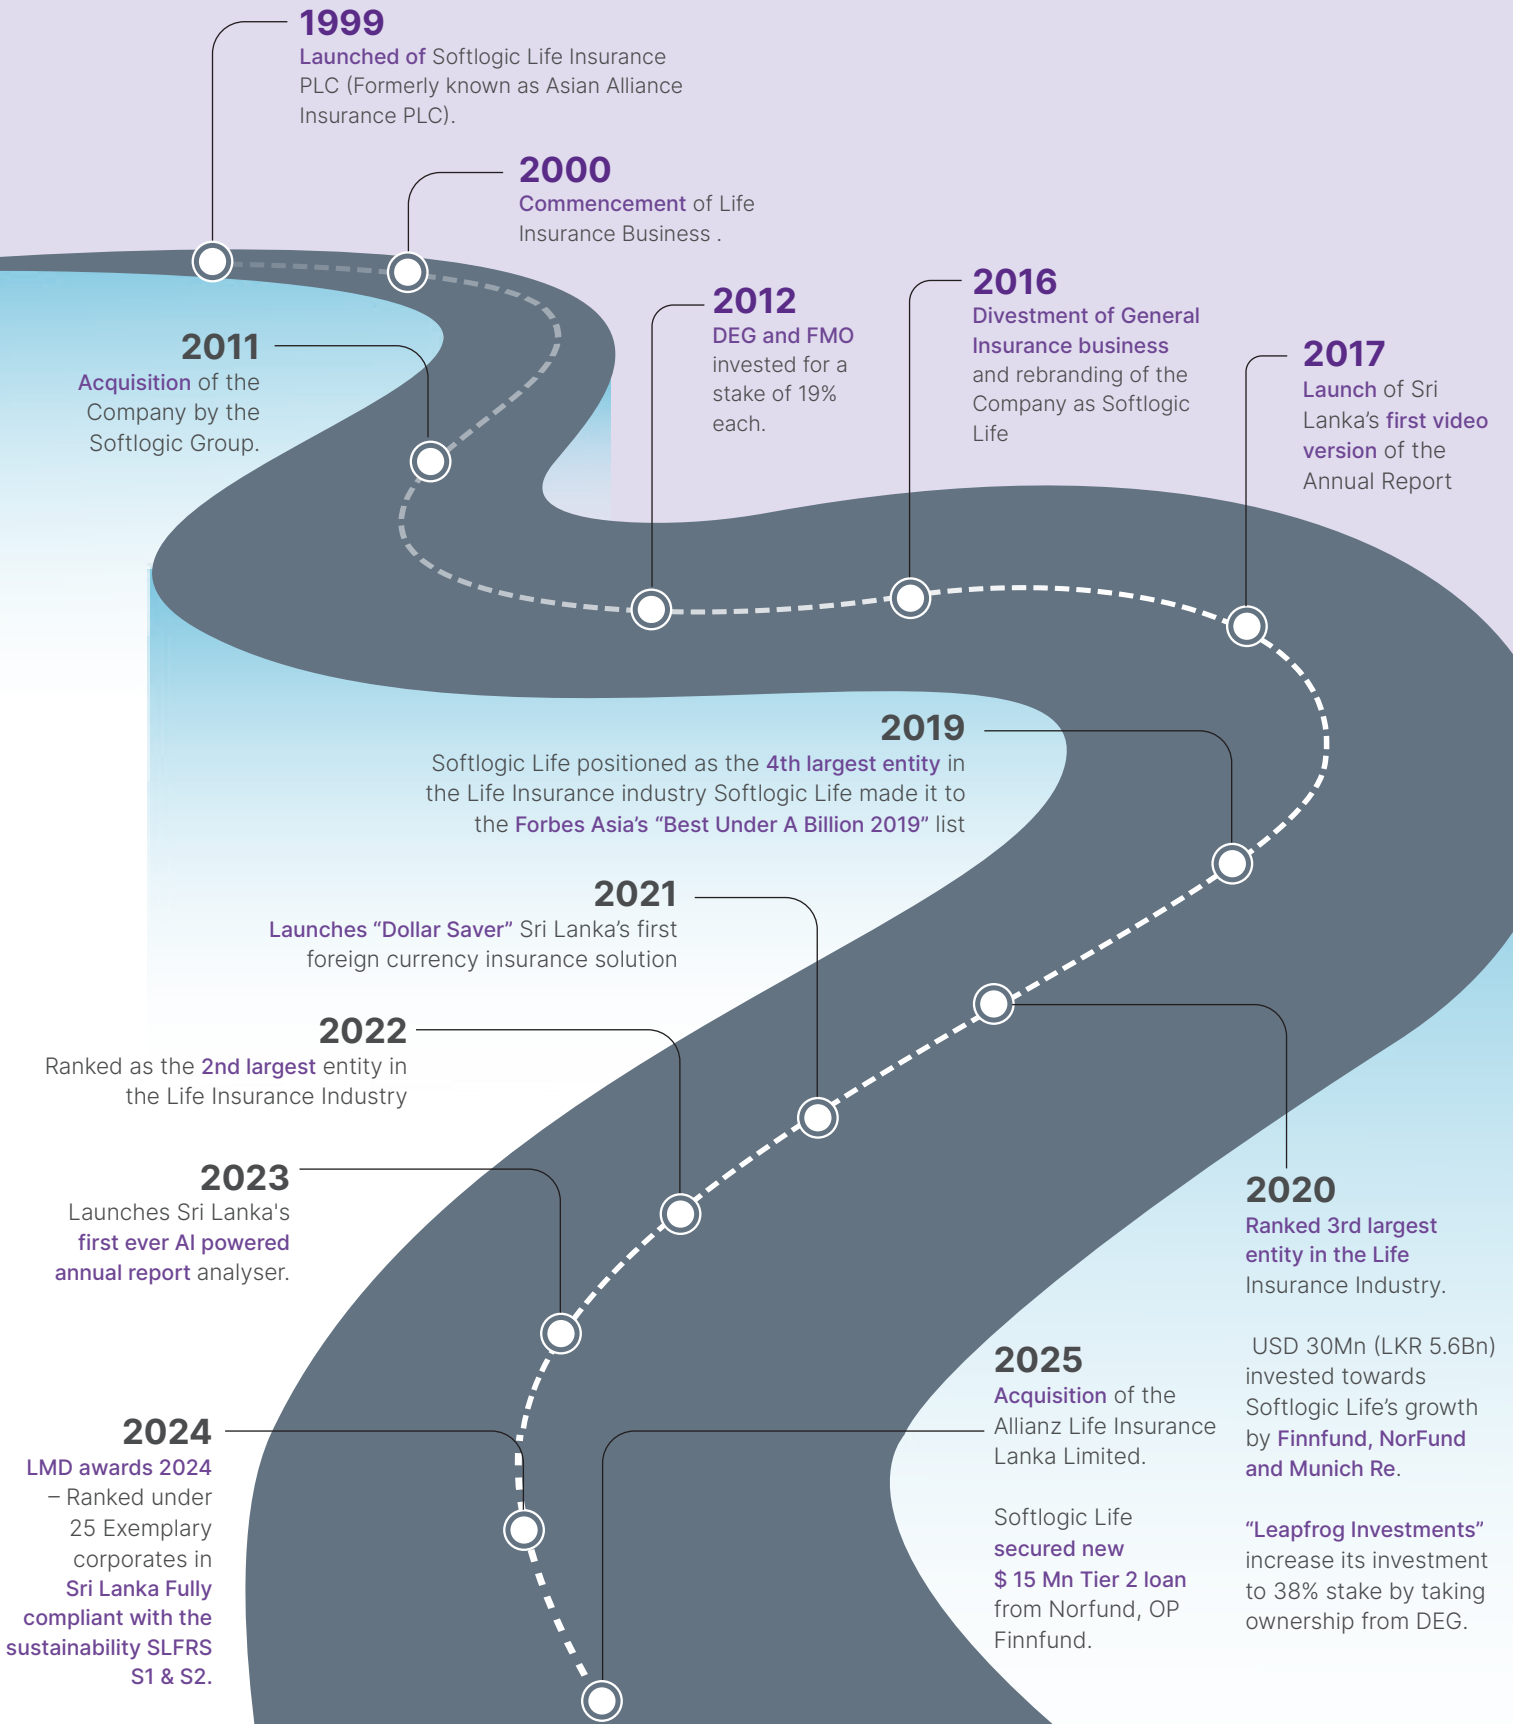 1999
Launched of Softlogic Life Insurance
PLC (Formerly known as Asian Alliance
Insurance PLC).
2000
Commencement of Life
Insurance Business .
2011
Acquisition of the
Company by the
Softlogic Group.
2012
DEG and FMO
invested for a
stake of 19%
each.
2016
Divestment of General
Insurance business
and rebranding of the
Company as Softlogic
Life
2017
Launch of Sri
Lanka’s first video
version of the
Annual Report
2019
Softlogic Life positioned as the 4th largest entity in
the Life Insurance industry Softlogic Life made it to
the Forbes Asia’s “Best Under A Billion 2019” list
2020
Ranked 3rd largest
entity in the Life
Insurance Industry.
USD 30Mn (LKR 5.6Bn)
invested towards
Softlogic Life’s growth
by Finnfund, NorFund
and Munich Re.
“Leapfrog Investments”
increase its investment
to 38% stake by taking
ownership from DEG.
2021
Launches “Dollar Saver” Sri Lanka’s first
foreign currency insurance solution
2022
Ranked as the 2nd largest entity in
the Life Insurance Industry
2023
Launches Sri Lanka's
first ever AI powered
annual report analyser.
2024
LMD awards 2024
– Ranked under
25 Exemplary
corporates in
Sri Lanka Fully
compliant with the
sustainability SLFRS
S1 & S2.
2025
Acquisition of the
Allianz Life Insurance
Lanka Limited.
Softlogic Life
secured new
$ 15 Mn Tier 2 loan
from Norfund, OP
Finnfund.